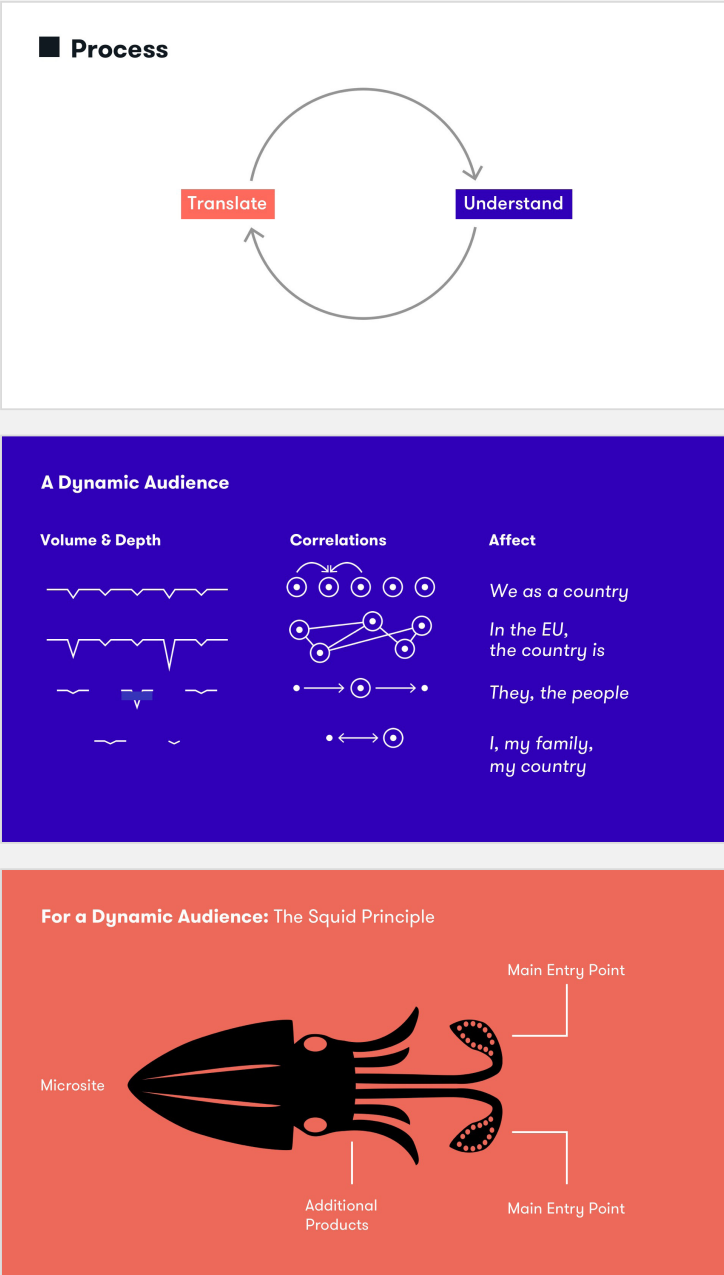 Process
Translate
Understand
A Dynamic Audience
Volume & Depth
Correlations
Affect
We as a country
In the EU,
the country is
They, the people
I, my family,
my country
For a Dynamic Audience: The Squid Principle
Main Entry Point
Microsite
Additional
Products
Main Entry Point